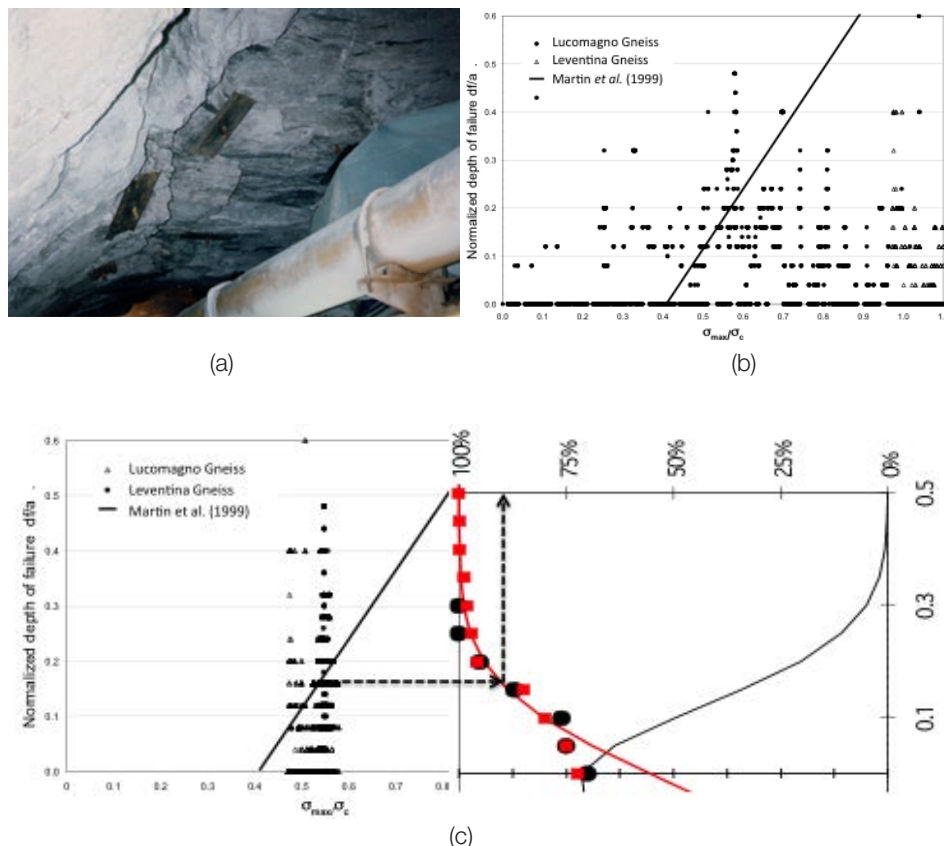 0.6
0.5
0.4
0.3
0.2
0.1
0.0
Normalized depth of failure df/a .
Lucomagno Gneiss
Leventina Gneiss
Martin et al. (1999)
0.0 0.1 0.2 0.3 0.4 0.5 0.6 0.7 0.8 0.9 1.0
σmax/σc
(a)
(b)
0.6
0.5
0.4
0.3
0.2
0.1
0.0
Normalized depth of failure df/a .
Lucomagno Gneiss
Leventina Gneiss
Martin et al. (1999)
0 0.1 0.2 0.3 0.4 0.5 0.6 0.7
σmax/σc
100% 75% 50% 25% 0%
0.5
0.3
0.1
(c)